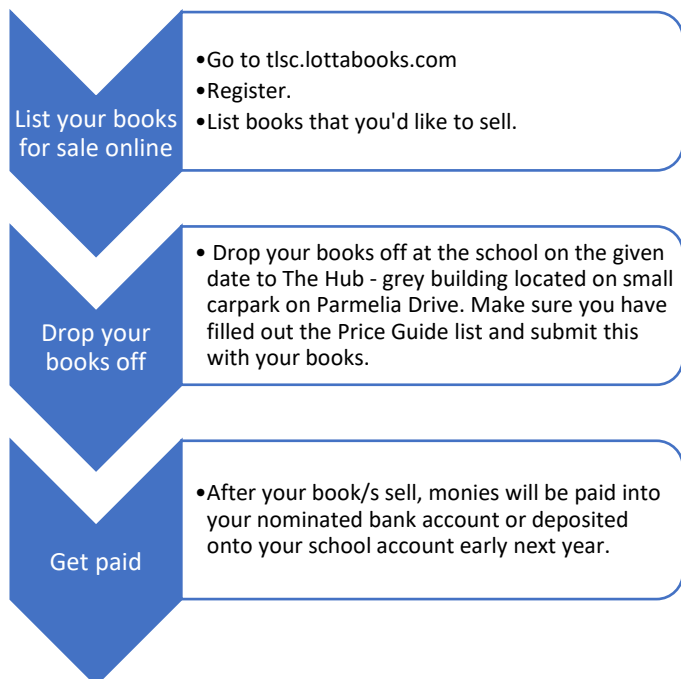 List your books
for sale online
•Go to tlsc.lottabooks.com
•Register.
•List books that you'd like to sell.
Drop your
books off
• Drop your books off at the school on the given
date to The Hub - grey building located on small
carpark on Parmelia Drive. Make sure you have
filled out the Price Guide list and submit this
with your books.
Get paid
•After your book/s sell, monies will be paid into
your nominated bank account or deposited
onto your school account early next year.